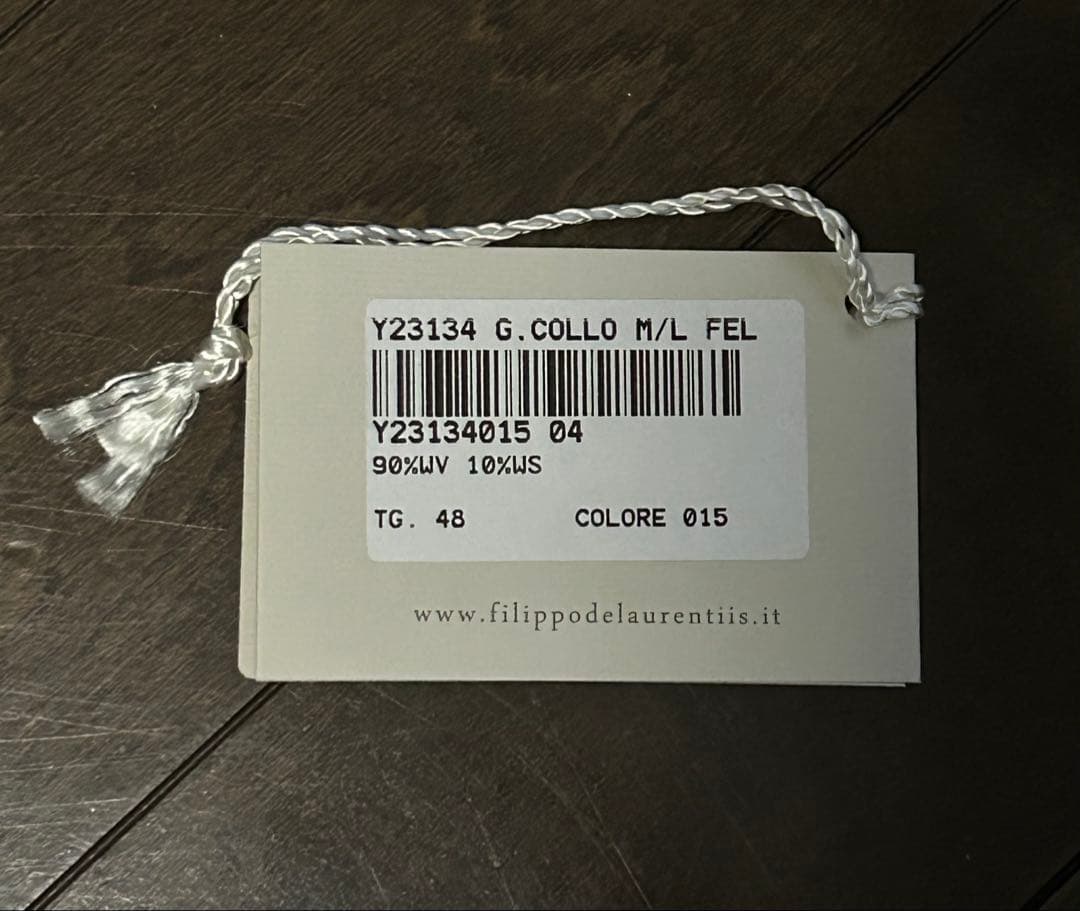 Y23134 G.COLLO M/L FEL
Y23134015 04
90%WV 10%WS
TG. 48 COLORE 015
www.filippodelaurentiis.it